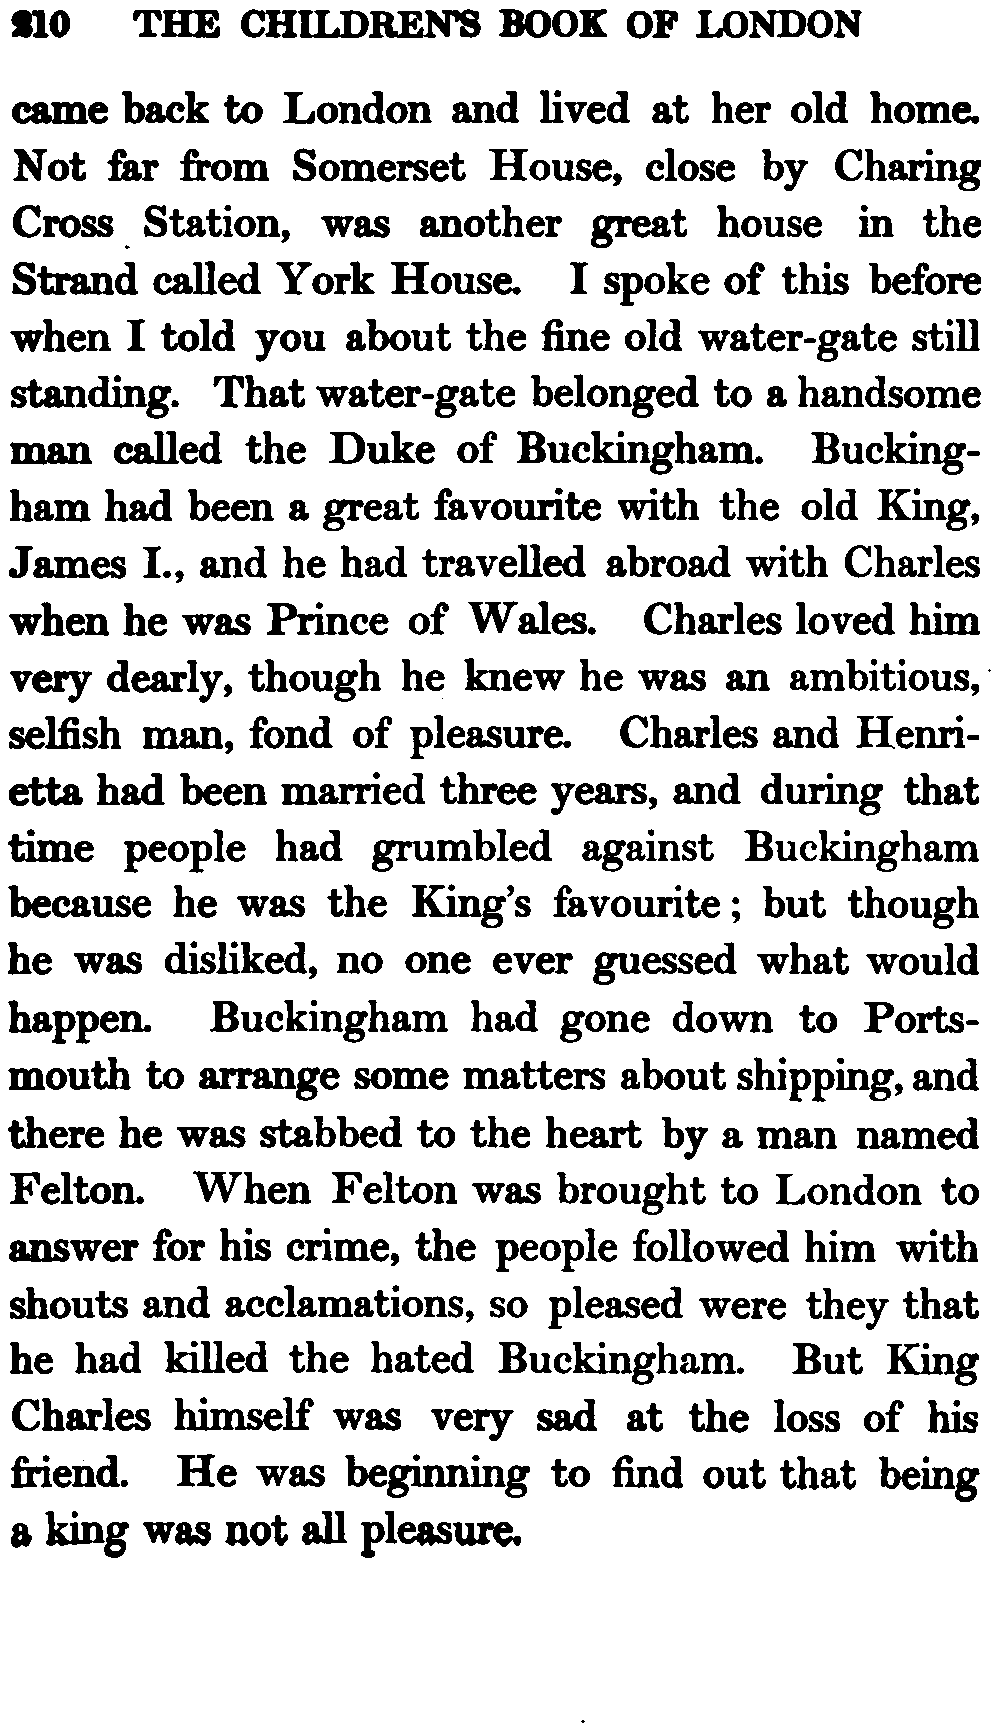 210 THE CHILDREN'S BOOK OF LONDON
came back to London and lived at her old home.
Not far from Somerset House, close by Charing
Cross Station, was another great house in the
Strand called York House. I spoke of this before
when I told you about the fine old water-gate still
standing. That water-gate belonged to a handsome
man called the Duke of Buckingham. Bucking-
ham had been a great favourite with the old King,
James I., and he had travelled abroad with Charles
when he was Prince of Wales. Charles loved him
very dearly, though he knew he was an ambitious,
selfish man, fond of pleasure. Charles and Henri-
etta had been married three years, and during that
time people had grumbled against Buckingham
because he was the King's favourite; but though
he was disliked, no one ever guessed what would
happen. Buckingham had gone down to Ports-
mouth to arrange some matters about shipping, and
there he was stabbed to the heart by a man named
Felton. When Felton was brought to London to
answer for his crime, the people followed him with
shouts and acclamations, so pleased were they that
he had killed the hated Buckingham. But King
Charles himself was very sad at the loss of his
friend. He was beginning to find out that being
a king was not all pleasure.